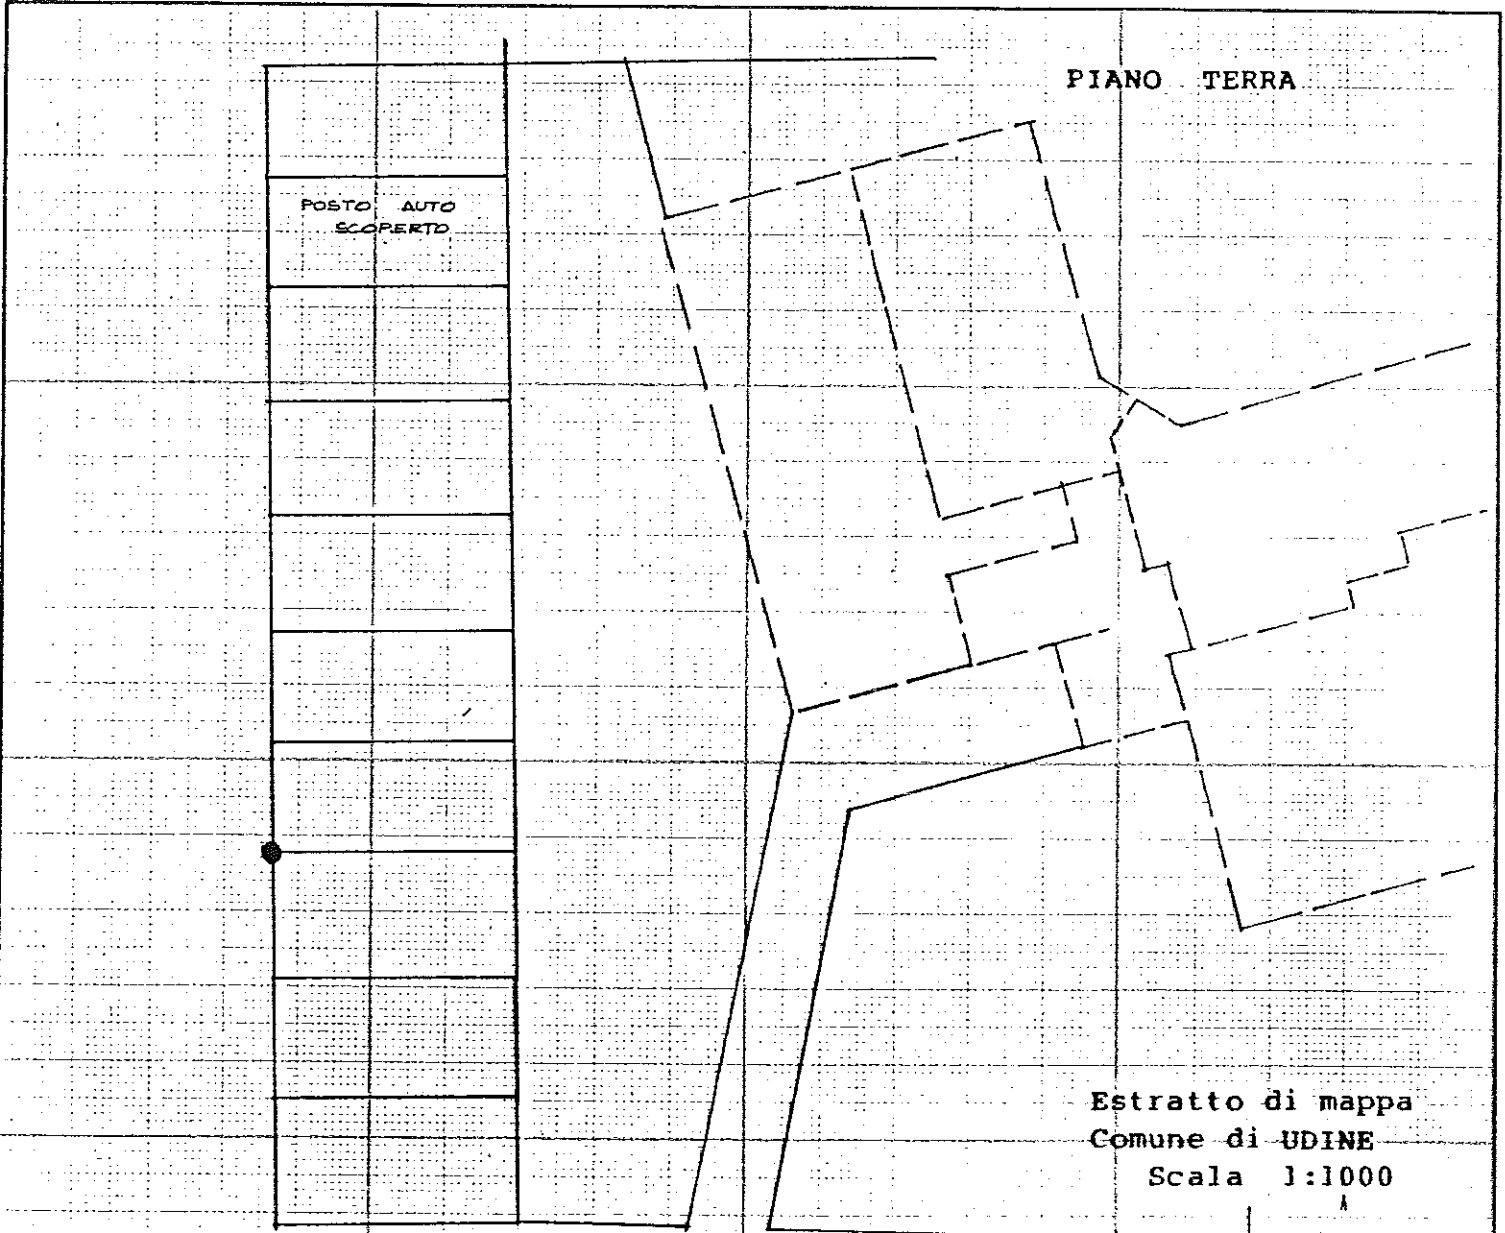 PIANO TERRA
POSTO AUTO
SCOPERTO
Estratto di mappa
Comune di UDINE
Scala 1:1000